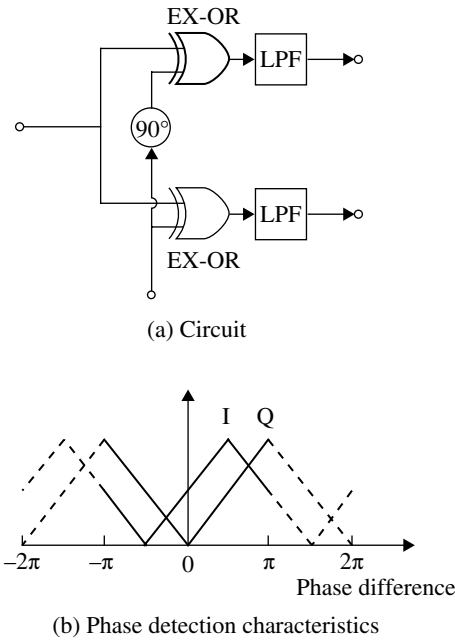 EX-OR
LPF
90°
LPF
EX-OR
(a) Circuit
I Q
−2π −π 0 π 2π
Phase difference
(b) Phase detection characteristics